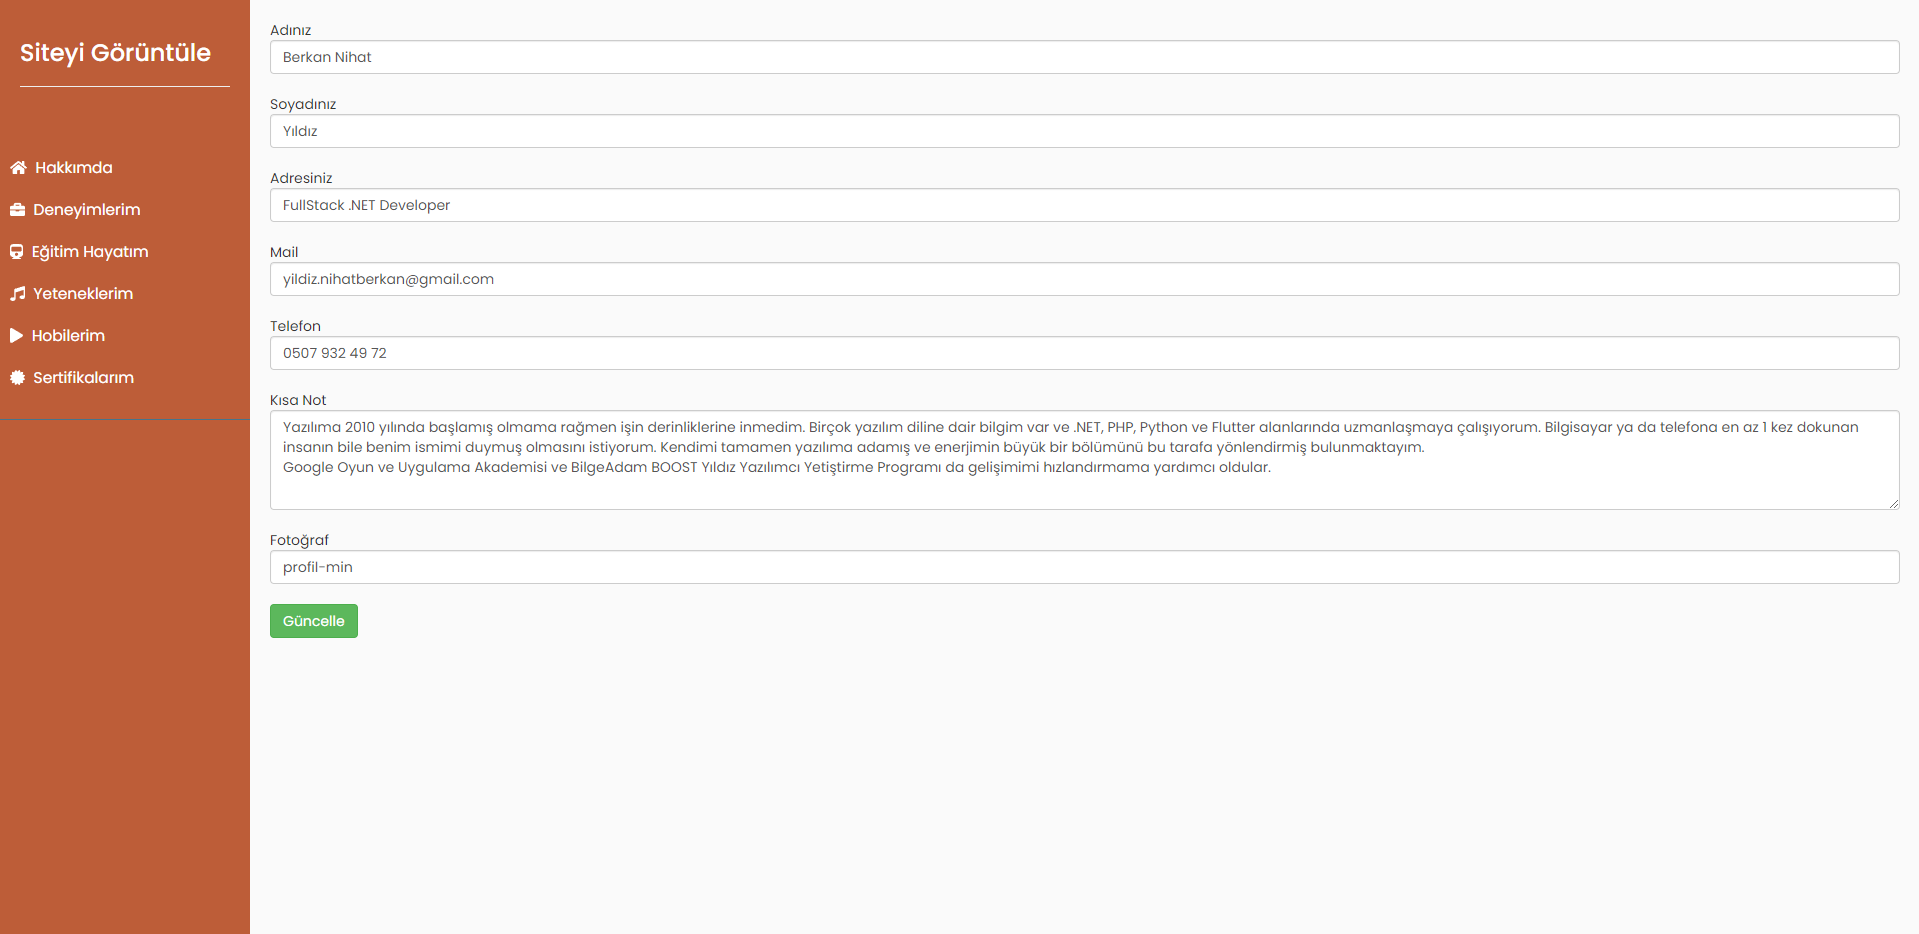 Siteyi Görüntüle
Hakkımda
Deneyimlerim
Eğitim Hayatım
Yeteneklerim
Hobilerim
Sertifikalarım
Adınız
Berkan Nihat
Soyadınız
Yıldız
Adresiniz
FullStack .NET Developer
Mail
yildiz.nihatberkan@gmail.com
Telefon
0507 932 49 72
Kısa Not
Yazılıma 2010 yılında başlamış olmama rağmen işin derinliklerine inmedim. Birçok yazılım diline dair bilgim var ve .NET, PHP, Python ve Flutter alanlarında uzmanlaşmaya çalışıyorum. Bilgisayar ya da telefona en az 1 kez dokunan
insanın bile benim ismimi duymuş olmasını istiyorum. Kendimi tamamen yazılıma adamış ve enerjimin büyük bir bölümünü bu tarafa yönlendirmiş bulunmaktayım.
Google Oyun ve Uygulama Akademisi ve BilgeAdam BOOST Yıldız Yazılımcı Yetiştirme Programı da gelişimimi hızlandırmama yardımcı oldular.
Fotoğraf
profil-min
Güncelle